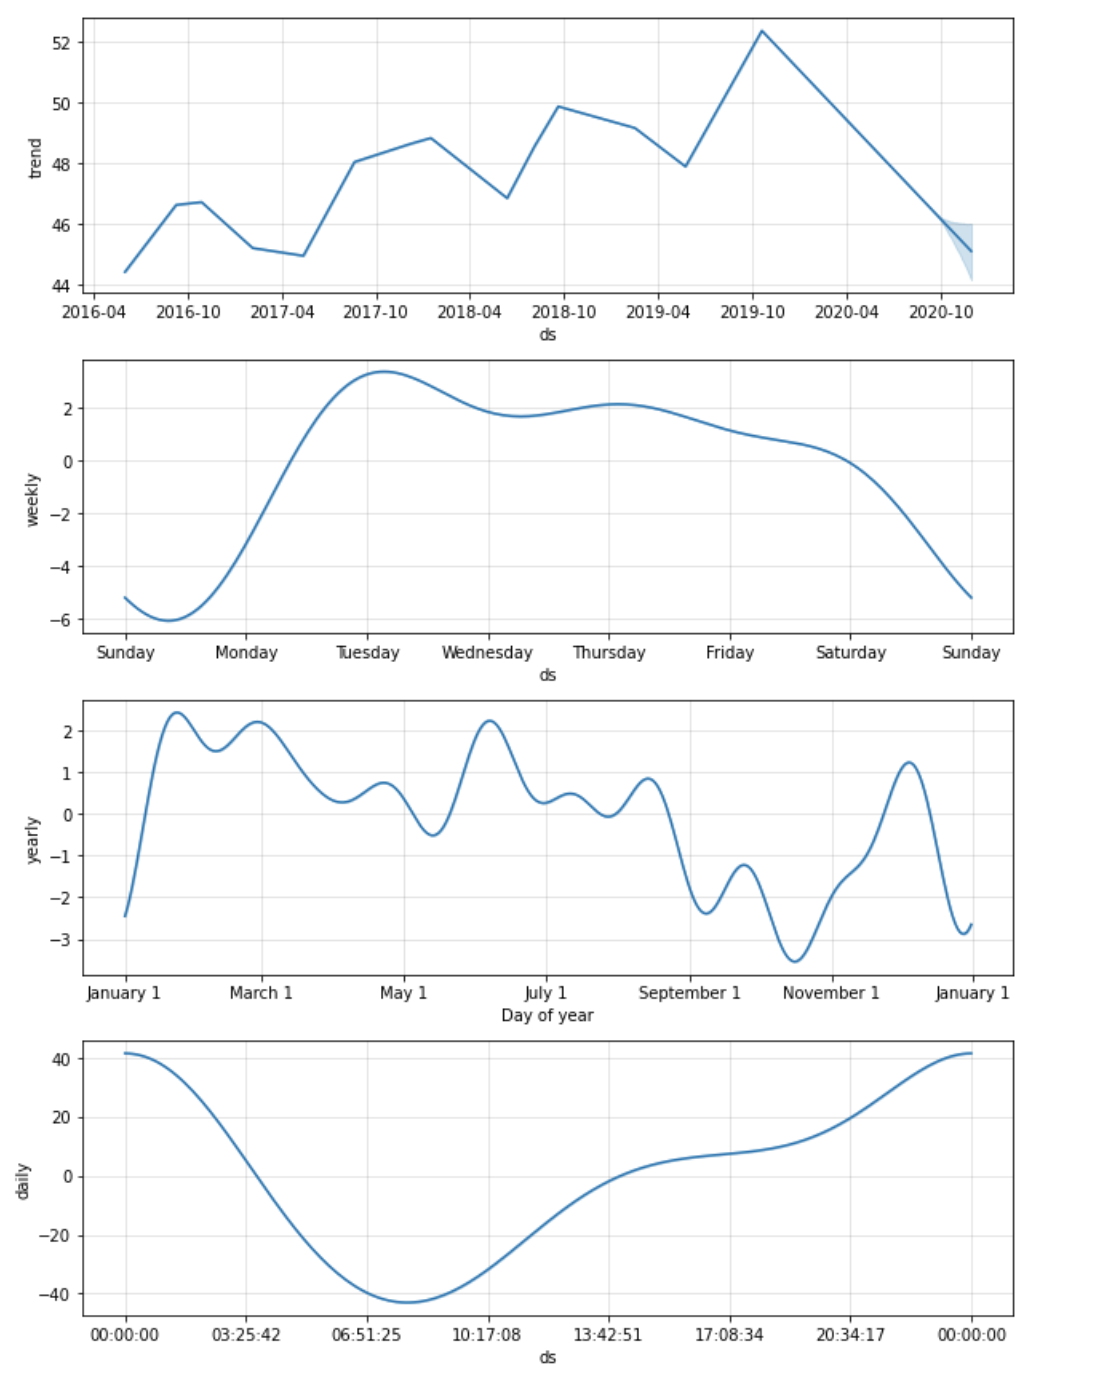 52
50
48
46
44
trend
2016-04 2016-10 2017-04 2017-10 2018-04 2018-10 2019-04 2019-10 2020-04 2020-10
ds
2
0
−2
−4
−6
weekly
Sunday Monday Tuesday Wednesday Thursday Friday Saturday Sunday
ds
2
1
0
−1
−2
−3
yearly
January 1 March 1 May 1 July 1 September 1 November 1 January 1
Day of year
40
20
0
−20
−40
daily
00:00:00 03:25:42 06:51:25 10:17:08 13:42:51 17:08:34 20:34:17 00:00:00
ds